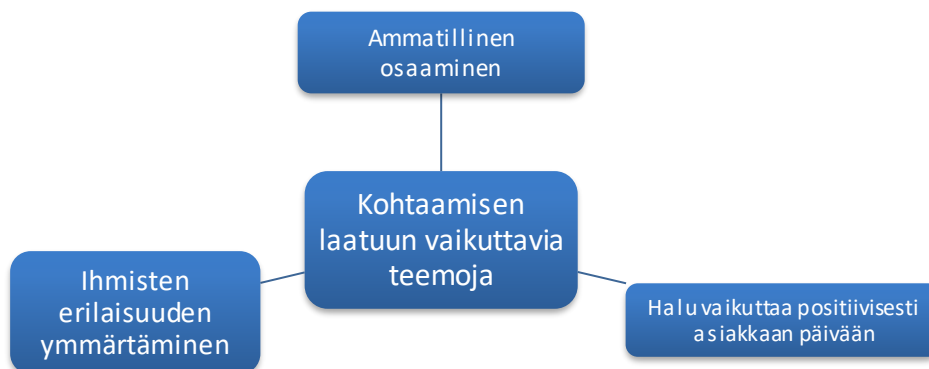 Ammatillinen
osaaminen
Kohtaamisen
laatuun vaikuttavia
teemoja
Ihmisten
erilaisuuden
ymmärtäminen
Halu vaikuttaa positiivisesti
asiakkaan päivään